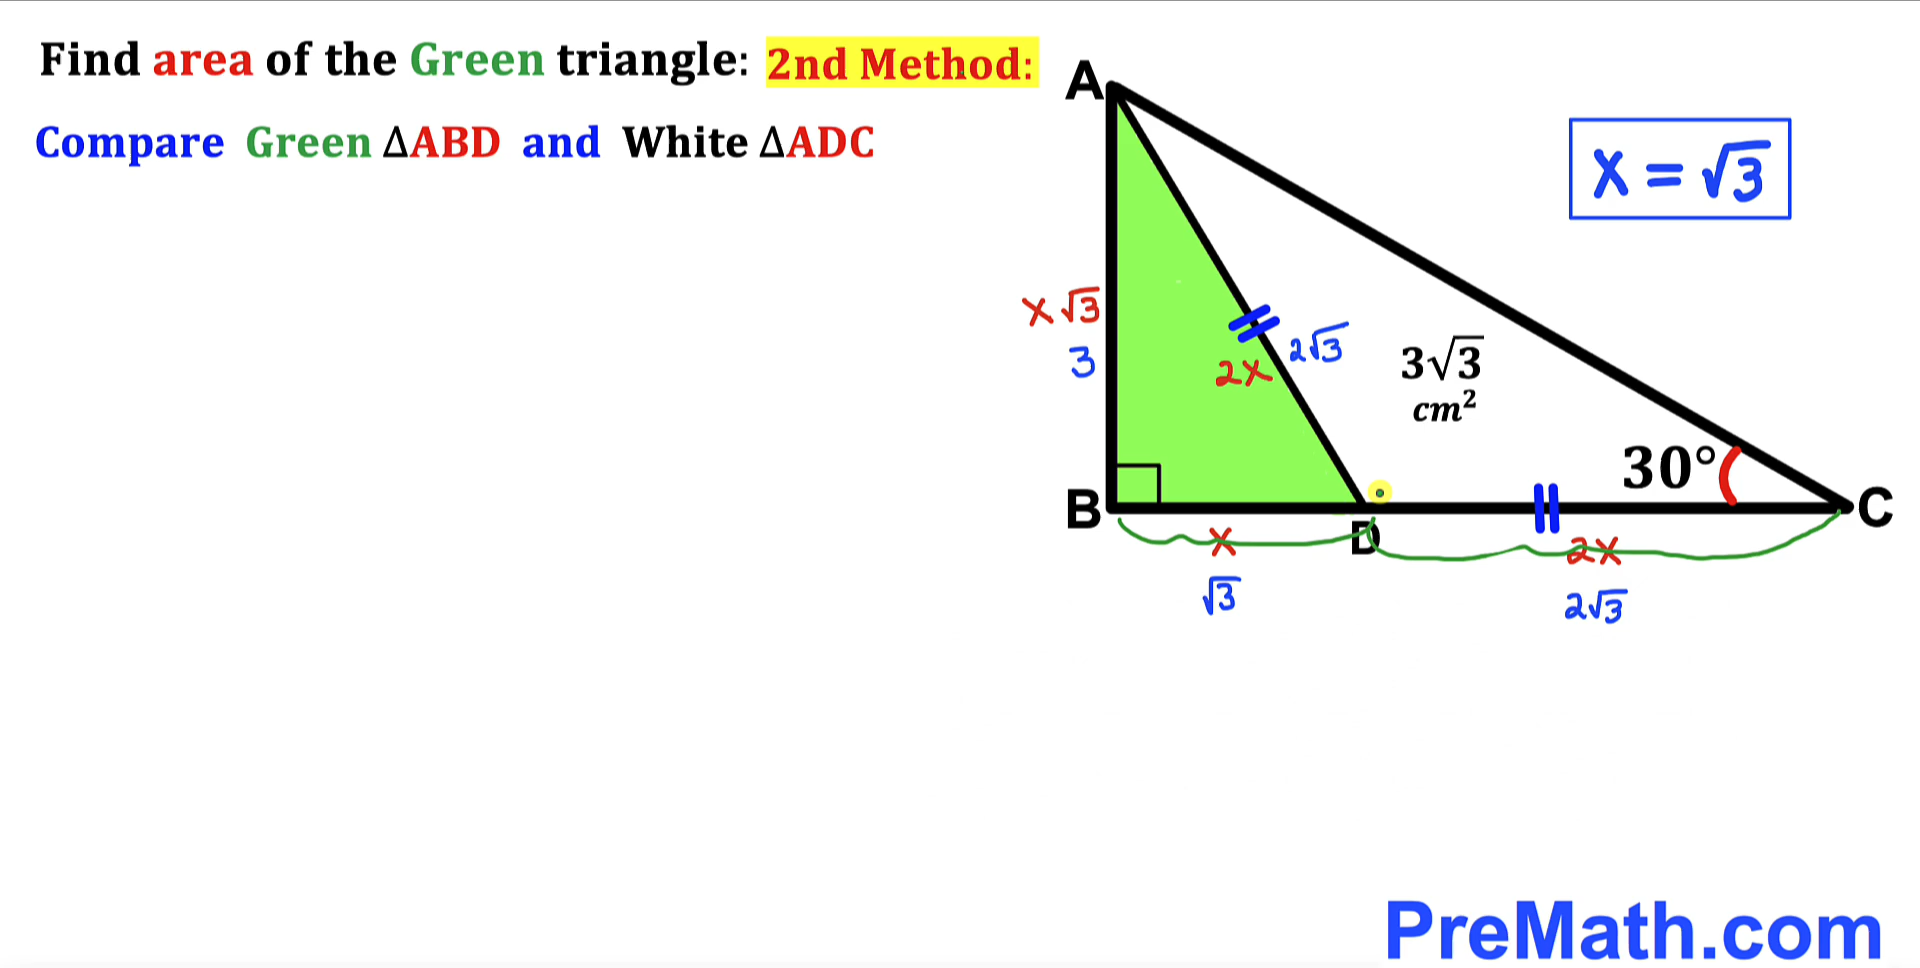 Find area of the Green triangle: 2nd Method:
Compare Green ΔABD and White ΔADC
A
x = √3
x√3
3
2√3
2x
3√3
cm²
30°
B
D
C
x
2x
√3
2√3
PreMath.com